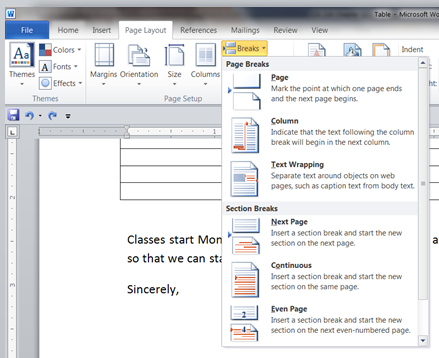 Table - Microsoft Wo
File Home Insert Page Layout References Mailings Review View
Themes
Colors
Fonts
Effects
Themes
Margins Orientation Size Columns
Page Setup
Breaks
Indent
Page Breaks
Page
Mark the point at which one page ends
and the next page begins.
Column
Indicate that the text following the column
break will begin in the next column.
Text Wrapping
Separate text around objects on web
pages, such as caption text from body text.
Section Breaks
Next Page
Insert a section break and start the new
section on the next page.
Continuous
Insert a section break and start the new
section on the same page.
Even Page
Insert a section break and start the new
section on the next even-numbered page.
Classes start Mon
so that we can sta
Sincerely,